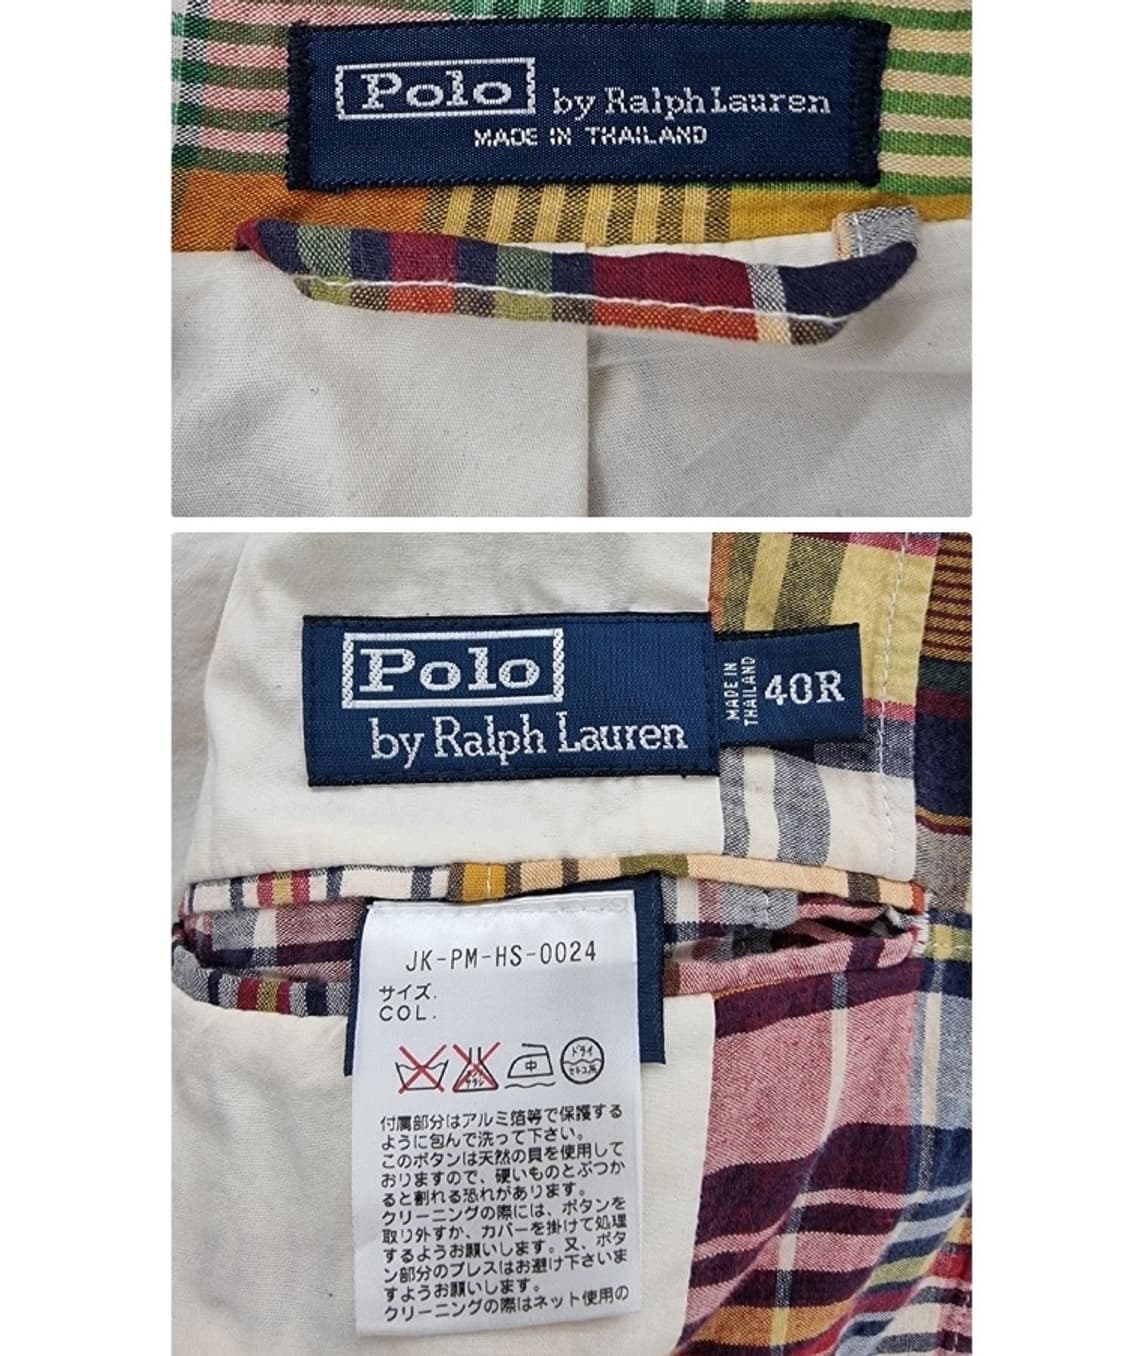 Polo by Ralph Lauren
MADE IN THAILAND
Polo
by Ralph Lauren
MADE IN
THAILAND
40R
JK-PM-HS-0024
サイズ.
COL.
中
ドライ
付属部分はアルミ箔等で保護する
ように包んで洗って下さい。
このボタンは天然の貝を使用して
おりますので、硬いものとぶつか
ると割れる恐れがあります。
クリーニングの際には、ボタンを
取り外すか、カバーを掛けて処理
するようお願いします。又、ボタ
ン部分のプレスはお避け下さいま
すようお願いします。
クリーニングの際はネット使用の